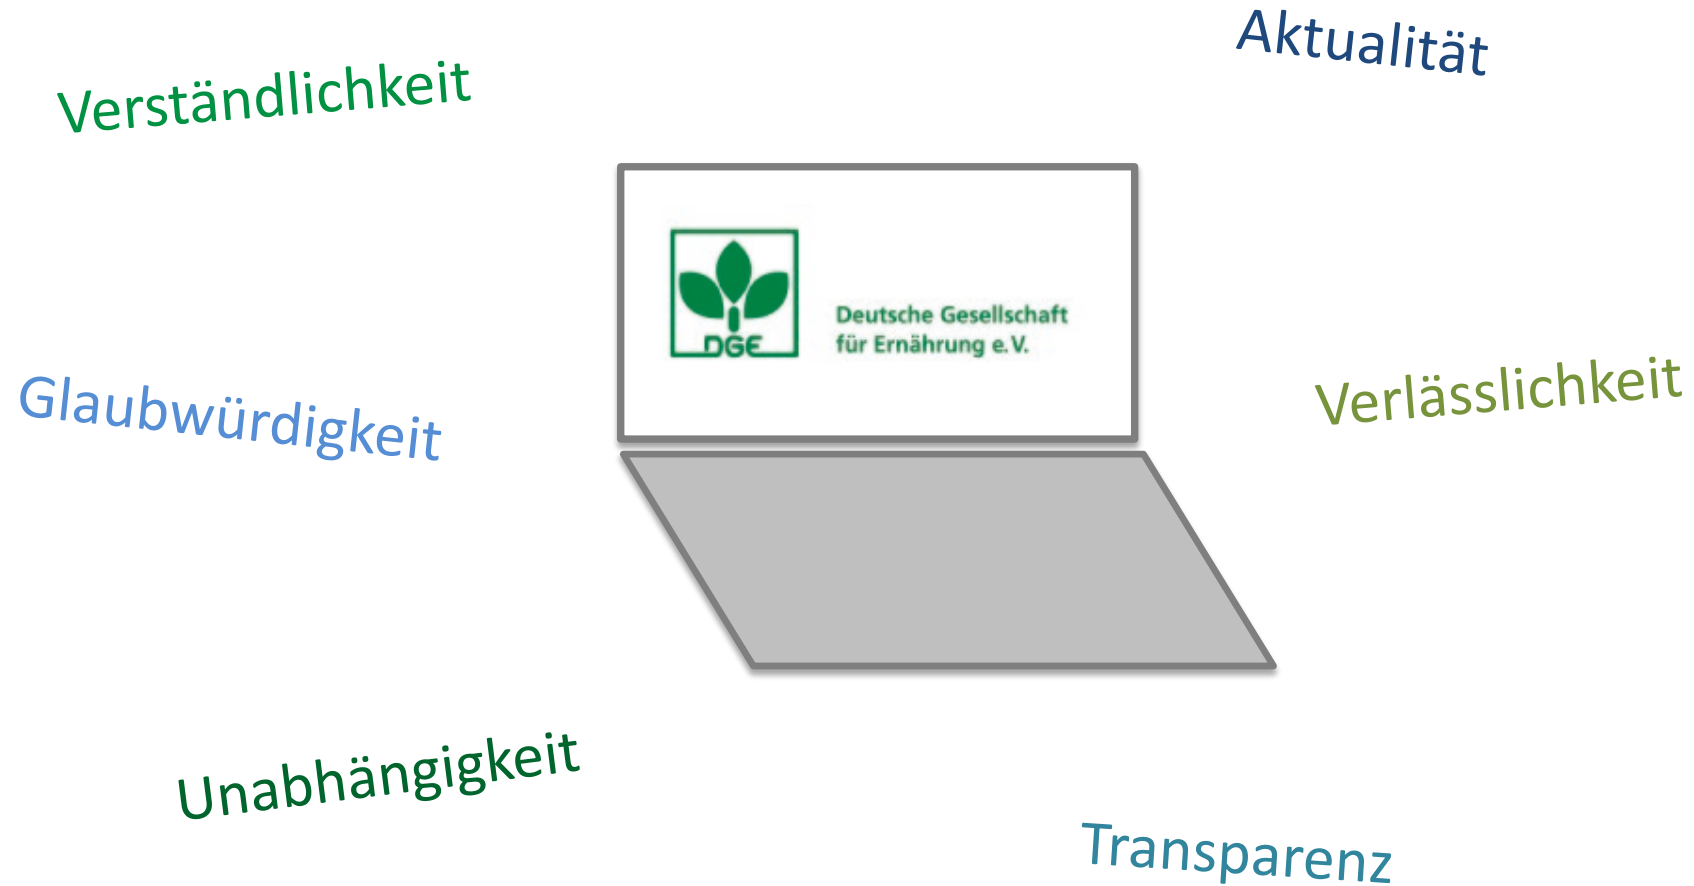 Aktualität
Verständlichkeit
DGE
Deutsche Gesellschaft
für Ernährung e.V.
Glaubwürdigkeit
Verlässlichkeit
Unabhängigkeit
Transparenz